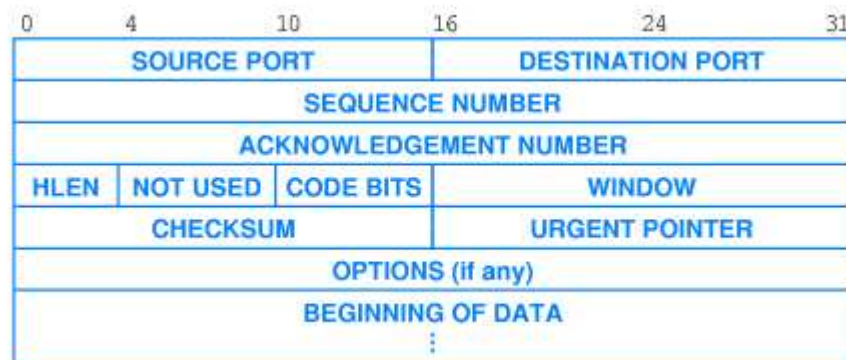 0 4 10 16 24 31
SOURCE PORT DESTINATION PORT
SEQUENCE NUMBER
ACKNOWLEDGEMENT NUMBER
HLEN NOT USED CODE BITS WINDOW
CHECKSUM URGENT POINTER
OPTIONS (if any)
BEGINNING OF DATA
⋮